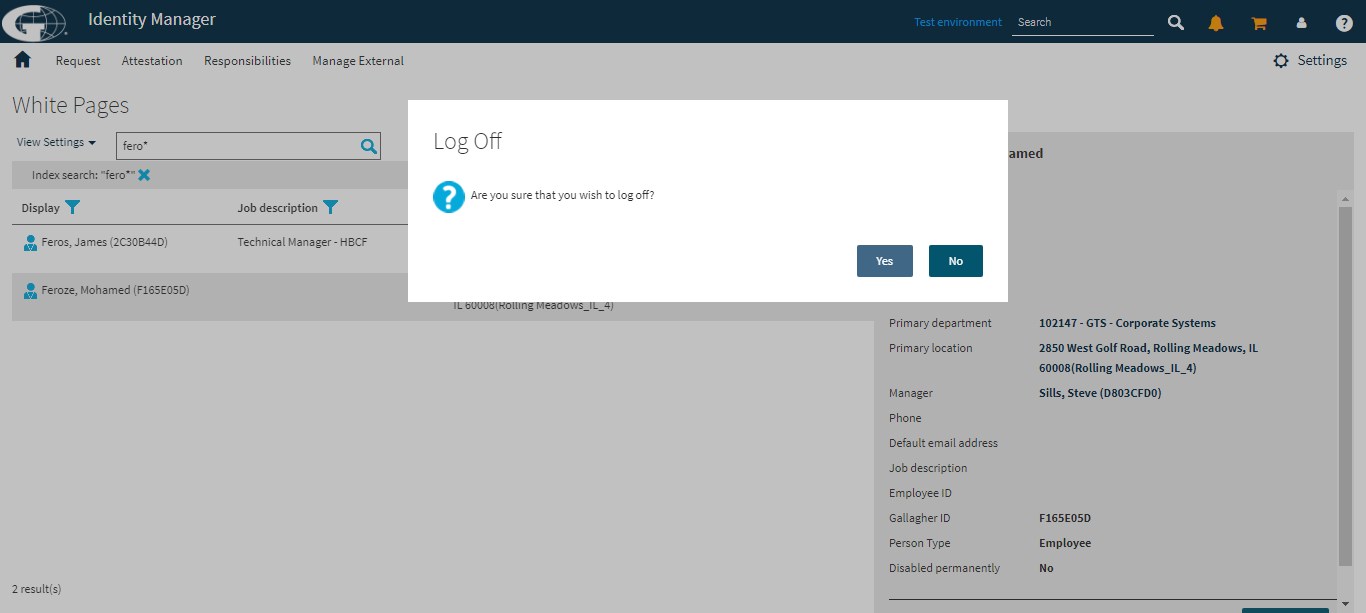 Identity Manager
Test environment
Search
Request
Attestation
Responsibilities
Manage External
Settings
White Pages
View Settings
fero*
Index search: "fero*"
Display
Job description
Feros, James (2C30B44D)
Technical Manager - HBCF
Feroze, Mohamed (F165E05D)
IL 60008(Rolling Meadows_IL_4)
2 result(s)
Log Off
Are you sure that you wish to log off?
Yes
No
Primary department
102147 - GTS - Corporate Systems
Primary location
2850 West Golf Road, Rolling Meadows, IL
60008(Rolling Meadows_IL_4)
Manager
Sills, Steve (D803CFD0)
Phone
Default email address
Job description
Employee ID
Gallagher ID
F165E05D
Person Type
Employee
Disabled permanently
No